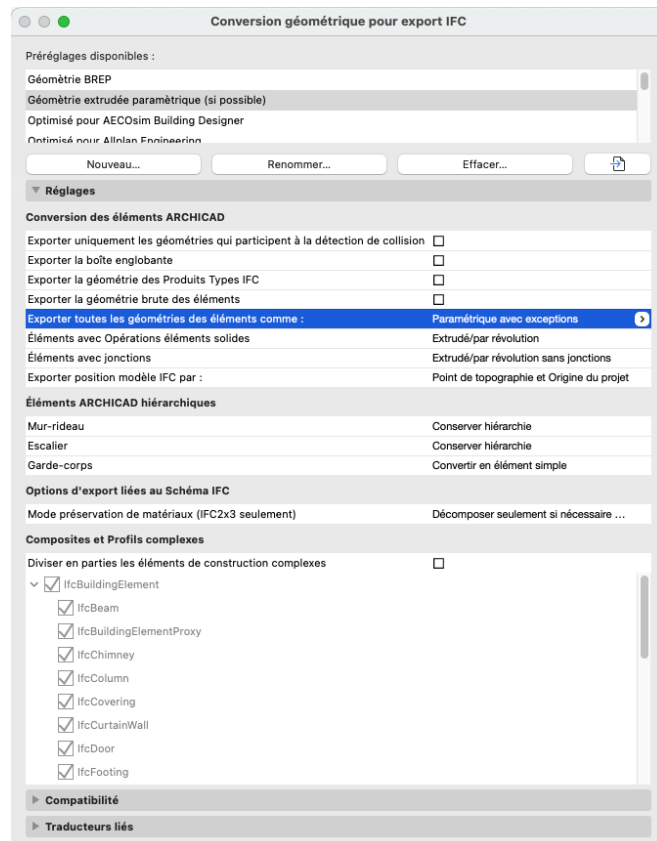 Conversion géométrique pour export IFC
Préréglages disponibles :
Géomètrie BREP
Géomètrie extrudée paramètrique (si possible)
Optimisé pour AECOsim Building Designer
Optimisé pour Allplan Engineering
Nouveau... Renommer... Effacer...
Réglages
Conversion des éléments ARCHICAD
Exporter uniquement les géométries qui participent à la détection de collision
Exporter la boîte englobante
Exporter la géométrie des Produits Types IFC
Exporter la géométrie brute des éléments
Exporter toutes les géométries des éléments comme : Paramétrique avec exceptions
Éléments avec Opérations éléments solides Extrudé/par révolution
Éléments avec jonctions Extrudé/par révolution sans jonctions
Exporter position modèle IFC par : Point de topographie et Origine du projet
Éléments ARCHICAD hiérarchiques
Mur-rideau Conserver hiérarchie
Escalier Conserver hiérarchie
Garde-corps Convertir en élément simple
Options d'export liées au Schéma IFC
Mode préservation de matériaux (IFC2x3 seulement) Décomposer seulement si nécessaire ...
Composites et Profils complexes
Diviser en parties les éléments de construction complexes
IfcBuildingElement
IfcBeam
IfcBuildingElementProxy
IfcChimney
IfcColumn
IfcCovering
IfcCurtainWall
IfcDoor
IfcFooting
Compatibilité
Traducteurs liés